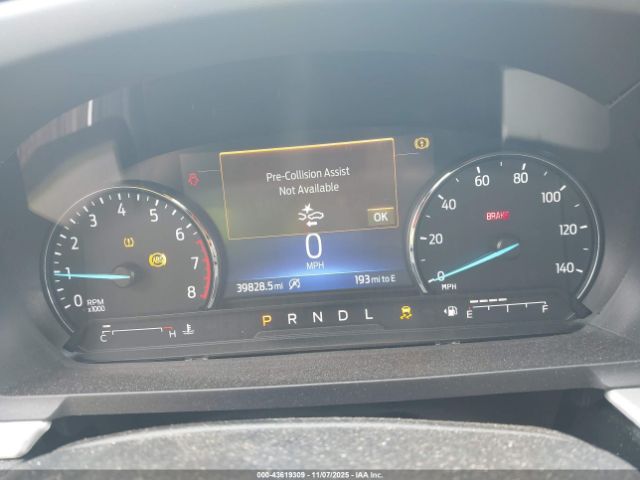 Pre-Collision Assist
Not Available
OK
0
MPH
39828.5 mi
193 mi to E
0 1 2 3 4 5 6 7 8
RPM
x1000
ABS
0 20 40 60 80 100 120 140
MPH
BRAKE
C H
P R N D L
E F
000-43619309 11/07/2025 IAA Inc.